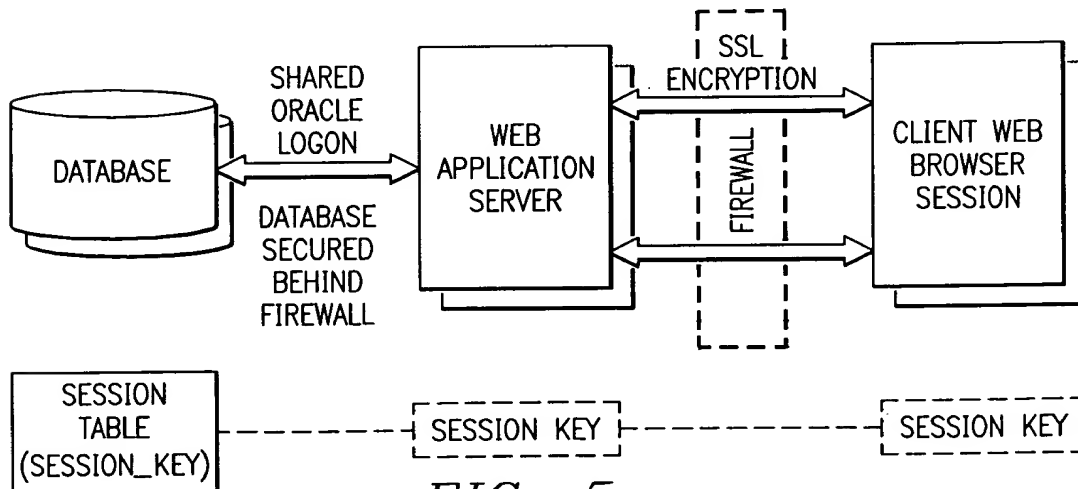 DATABASE
SHARED
ORACLE
LOGON
DATABASE
SECURED
BEHIND
FIREWALL
WEB
APPLICATION
SERVER
SSL
ENCRYPTION
FIREWALL
CLIENT WEB
BROWSER
SESSION
SESSION
TABLE
(SESSION_KEY)
SESSION KEY
SESSION KEY